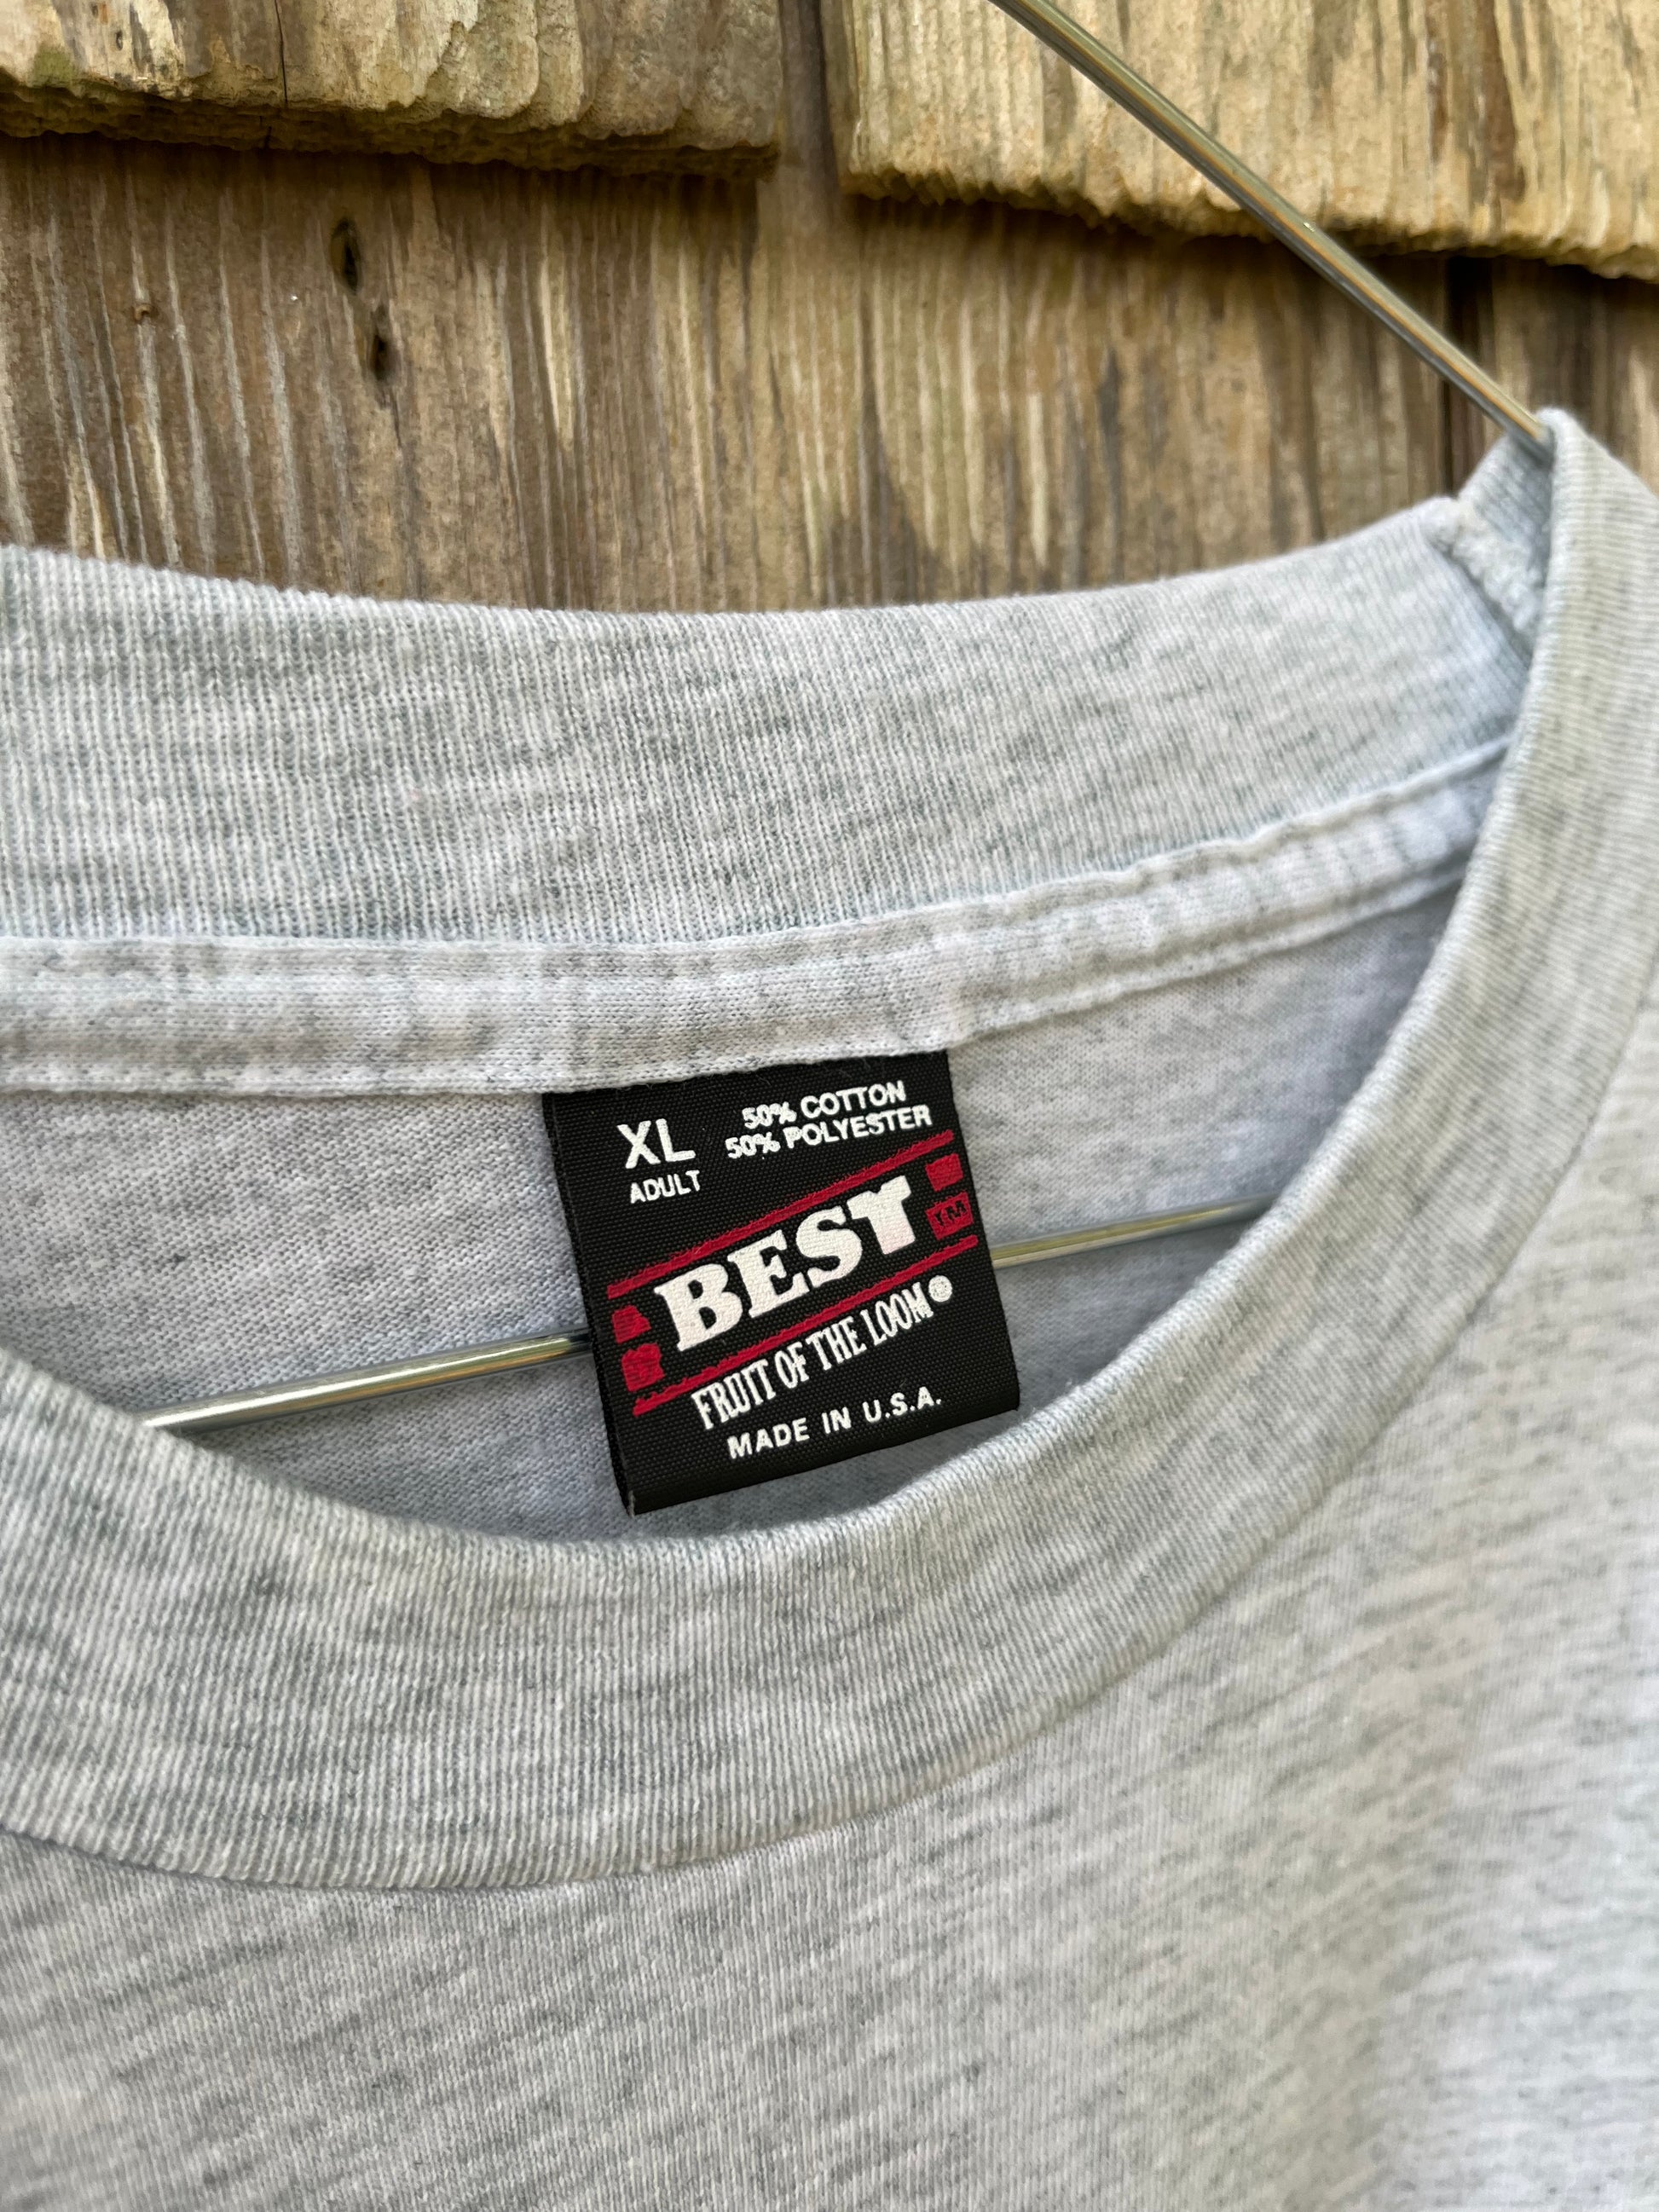 XL
ADULT
50% COTTON
50% POLYESTER
BEST
TM
FRUIT OF THE LOOM
MADE IN U.S.A.